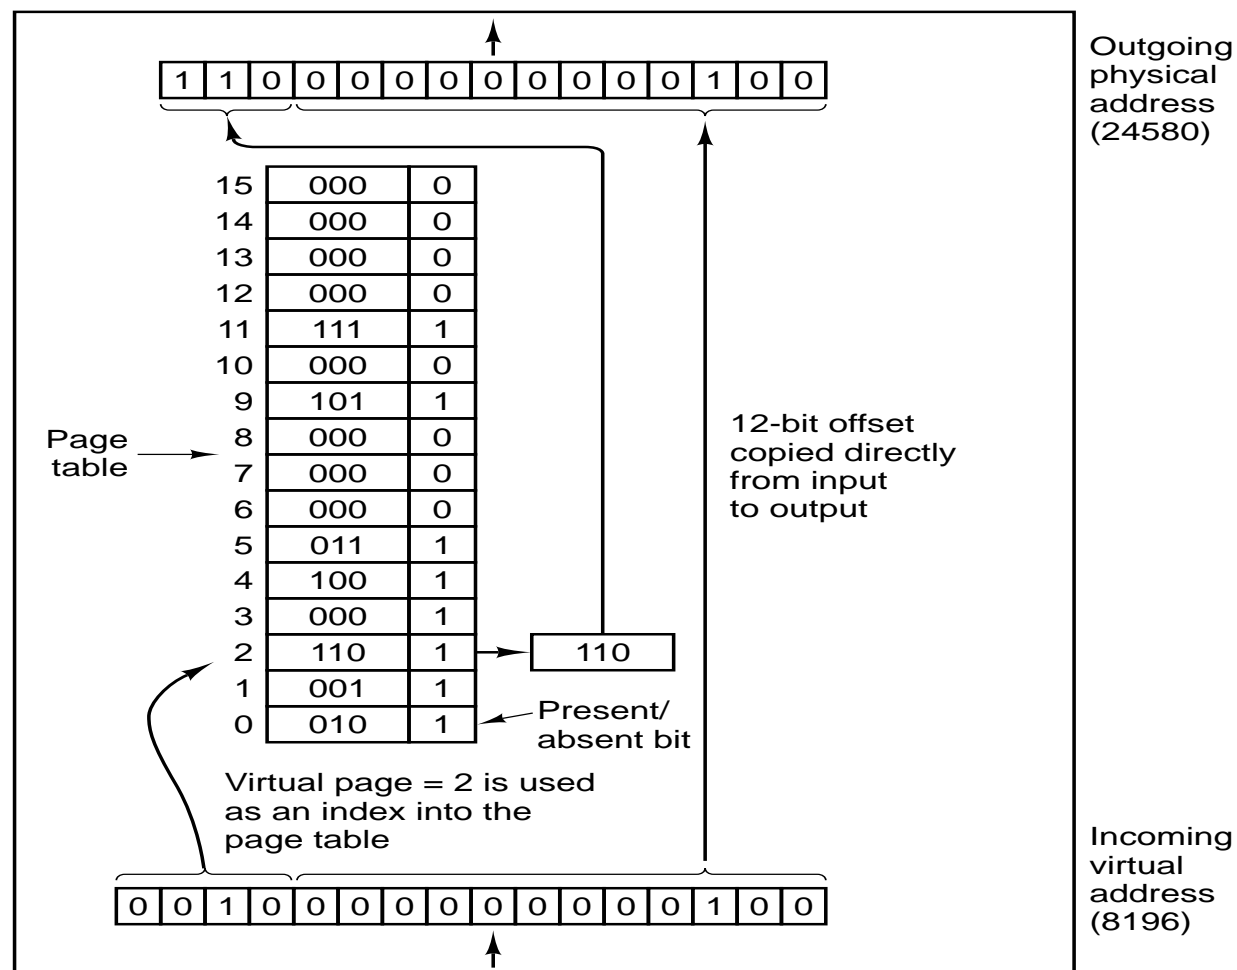 Outgoing
physical
address
(24580)
1 1 0 0 0 0 0 0 0 0 0 0 1 0 0
15 000 0
14 000 0
13 000 0
12 000 0
11 111 1
10 000 0
9 101 1
8 000 0
7 000 0
6 000 0
5 011 1
4 100 1
3 000 1
2 110 1 110
1 001 1
0 010 1
Page
table
12-bit offset
copied directly
from input
to output
Present/
absent bit
Virtual page = 2 is used
as an index into the
page table
0 0 1 0 0 0 0 0 0 0 0 0 0 1 0 0
Incoming
virtual
address
(8196)